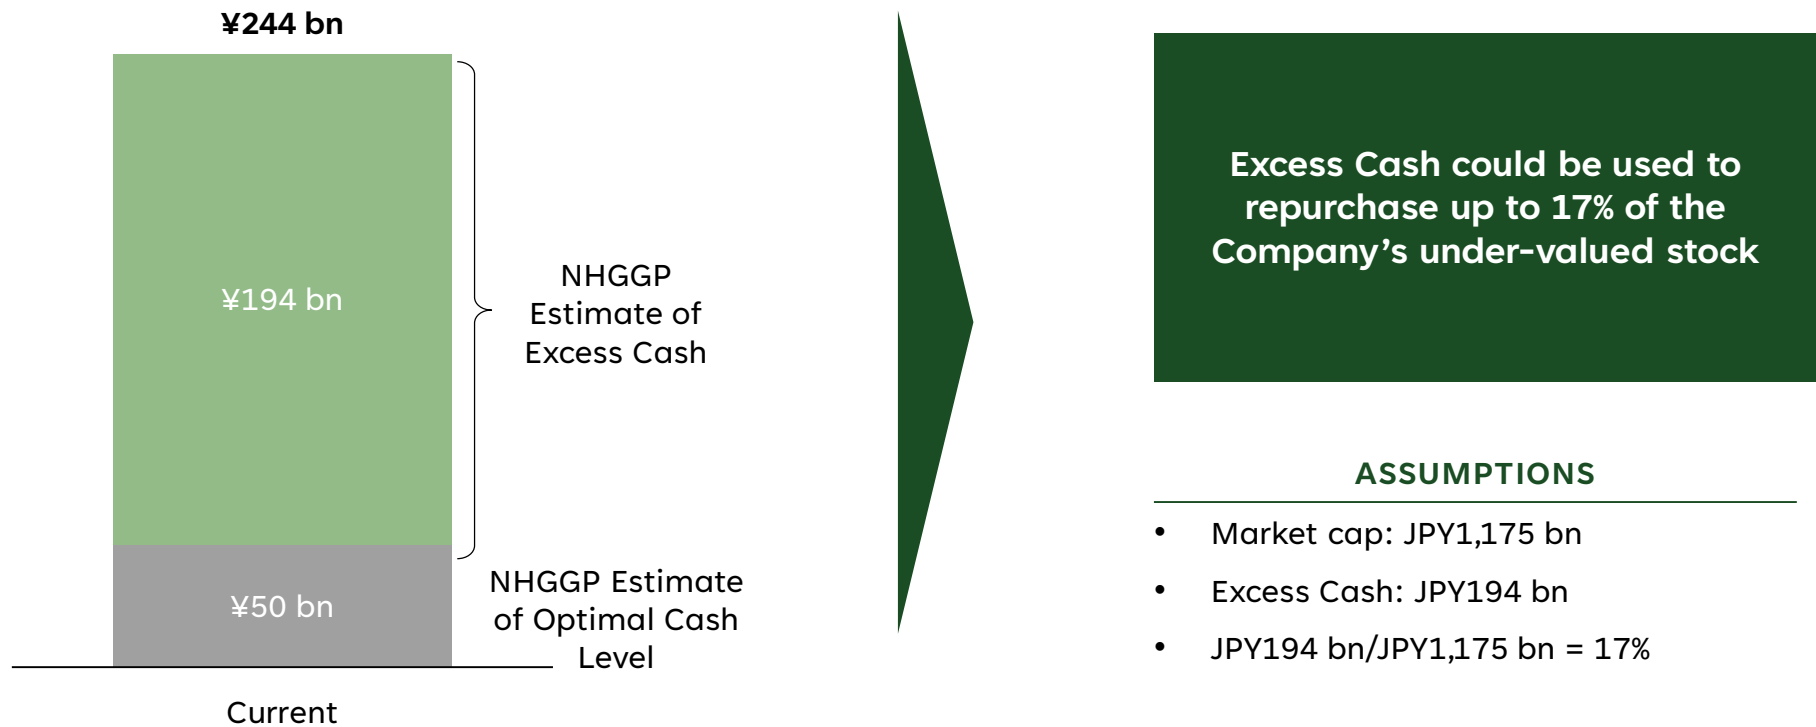 ¥244 bn
¥194 bn
NHGGP
Estimate of
Excess Cash
¥50 bn
NHGGP Estimate
of Optimal Cash
Level
Current
Excess Cash could be used to
repurchase up to 17% of the
Company’s under-valued stock
ASSUMPTIONS
• Market cap: JPY1,175 bn
• Excess Cash: JPY194 bn
• JPY194 bn/JPY1,175 bn = 17%